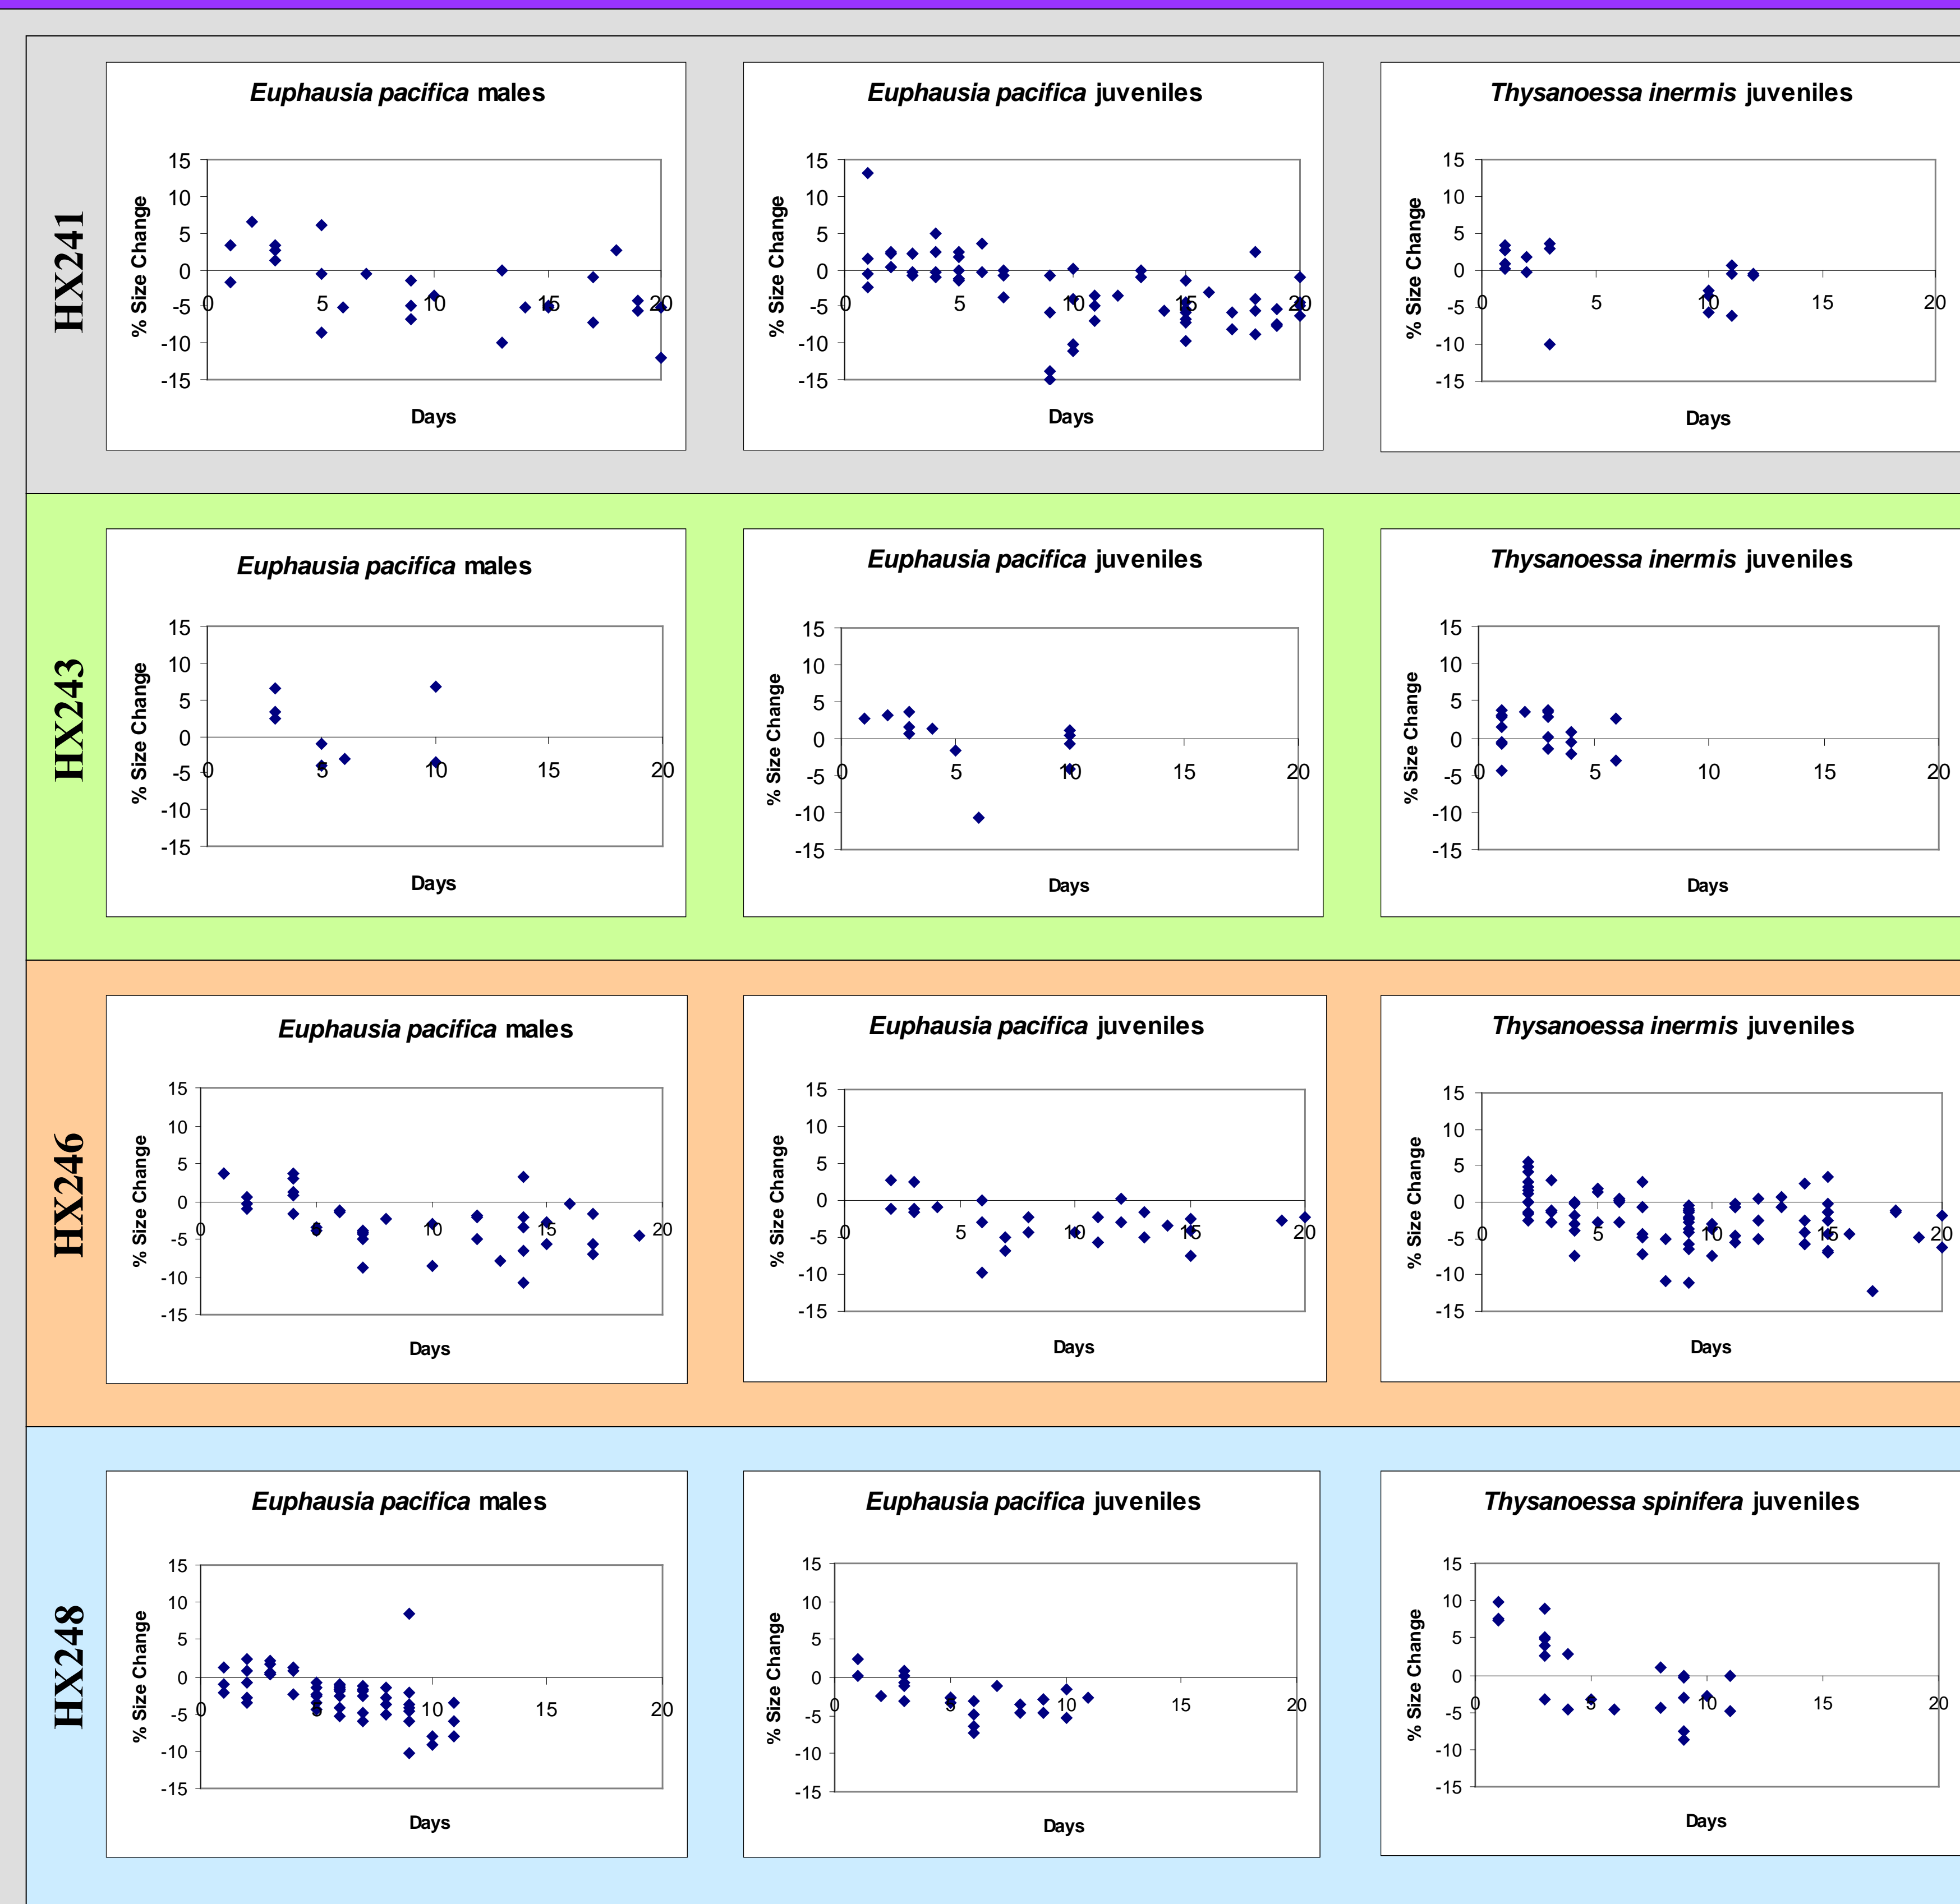 HX241
Euphausia pacifica males
15
10
5
0
-5
-10
-15
% Size Change
0 5 10 15 20
Days
Euphausia pacifica juveniles
15
10
5
0
-5
-10
-15
% Size Change
0 5 10 15 20
Days
Thysanoessa inermis juveniles
15
10
5
0
-5
-10
-15
% Size Change
0 5 10 15 20
Days
HX243
Euphausia pacifica males
15
10
5
0
-5
-10
-15
% Size Change
0 5 10 15 20
Days
Euphausia pacifica juveniles
15
10
5
0
-5
-10
-15
% Size Change
0 5 10 15 20
Days
Thysanoessa inermis juveniles
15
10
5
0
-5
-10
-15
% Size Change
0 5 10 15 20
Days
HX246
Euphausia pacifica males
15
10
5
0
-5
-10
-15
% Size Change
0 5 10 15 20
Days
Euphausia pacifica juveniles
15
10
5
0
-5
-10
-15
% Size Change
0 5 10 15 20
Days
Thysanoessa inermis juveniles
15
10
5
0
-5
-10
-15
% Size Change
0 5 10 15 20
Days
HX248
Euphausia pacifica males
15
10
5
0
-5
-10
-15
% Size Change
0 5 10 15 20
Days
Euphausia pacifica juveniles
15
10
5
0
-5
-10
-15
% Size Change
0 5 10 15 20
Days
Thysanoessa spinifera juveniles
15
10
5
0
-5
-10
-15
% Size Change
0 5 10 15 20
Days